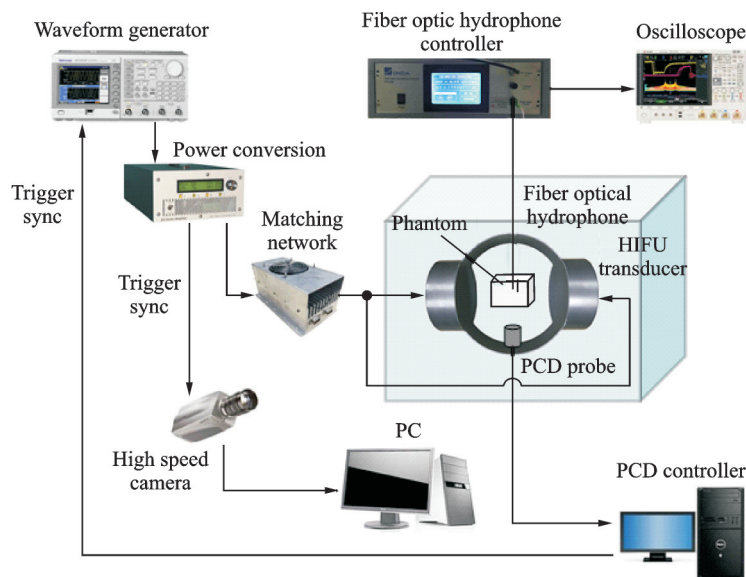 Waveform generator
Fiber optic hydrophone
controller
Oscilloscope
Power conversion
Trigger
sync
Matching
network
Trigger
sync
Fiber optical
hydrophone
Phantom
HIFU
transducer
PCD probe
High speed
camera
PC
PCD controller